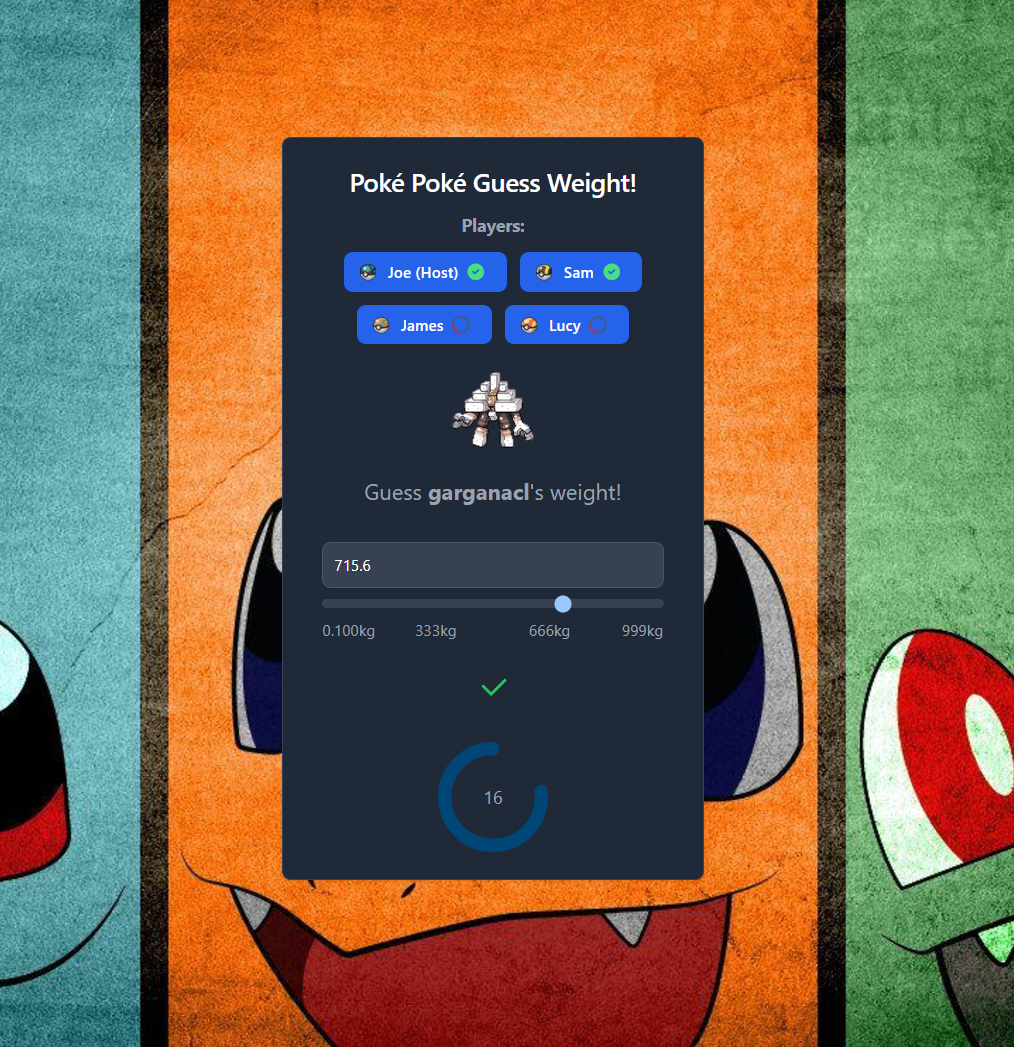 Poké Poké Guess Weight!
Players:
Joe (Host) Sam
James Lucy
Guess garganacl's weight!
715.6
0.100kg 333kg 666kg 999kg
16